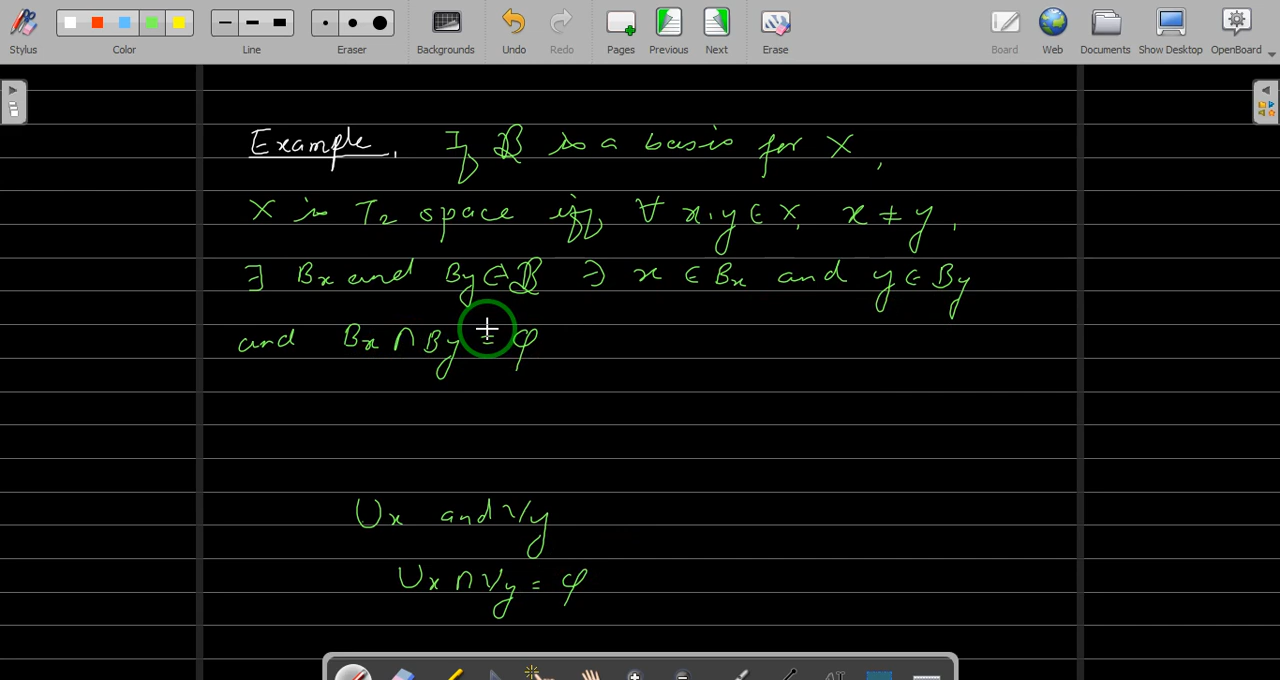 Stylus Color Line Eraser Backgrounds Undo Redo Pages Previous Next Erase Board Web Documents Show Desktop OpenBoard
Example. If 𝔅 is a basis for X,
X is T₂ space iff, ∀ x, y ∈ X, x ≠ y,
∃ Bx and By ∈ 𝔅 ∋ x ∈ Bx and y ∈ By
and Bx ∩ By = φ
Ux and Vy
Ux ∩ Vy = φ